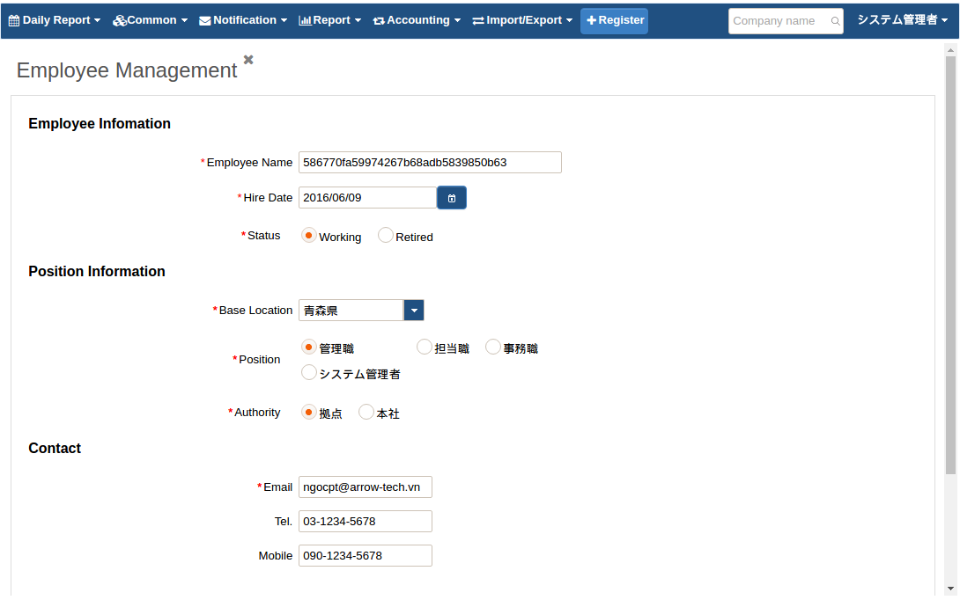 Daily Report Common Notification Report Accounting Import/Export Register Company name システム管理者
Employee Management
Employee Infomation
*Employee Name 586770fa59974267b68adb5839850b63
*Hire Date 2016/06/09
*Status Working Retired
Position Information
*Base Location 青森県
*Position 管理職 担当職 事務職
システム管理者
*Authority 拠点 本社
Contact
*Email ngocpt@arrow-tech.vn
Tel. 03-1234-5678
Mobile 090-1234-5678